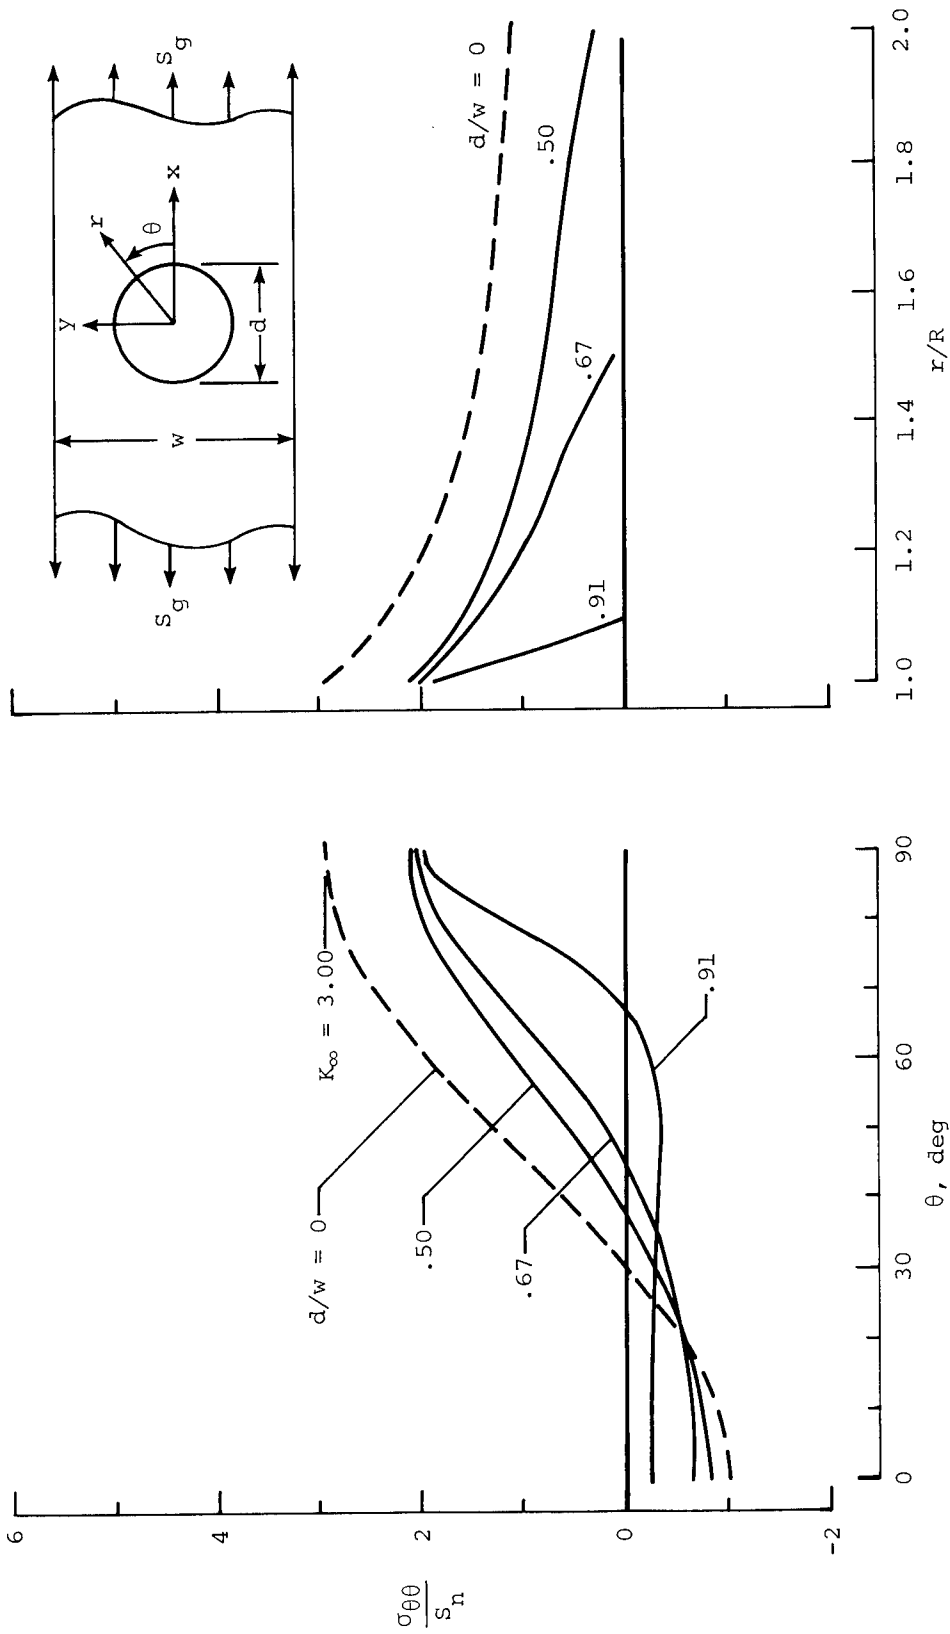 6
4
2
0
-2
σθθ
Sn
K∞ = 3.00
d/w = 0
.50
.67
.91
0
30
60
90
θ, deg
Sg
Sg
y
r
θ
x
w
d
d/w = 0
.50
.67
.91
1.0
1.2
1.4
1.6
1.8
2.0
r/R